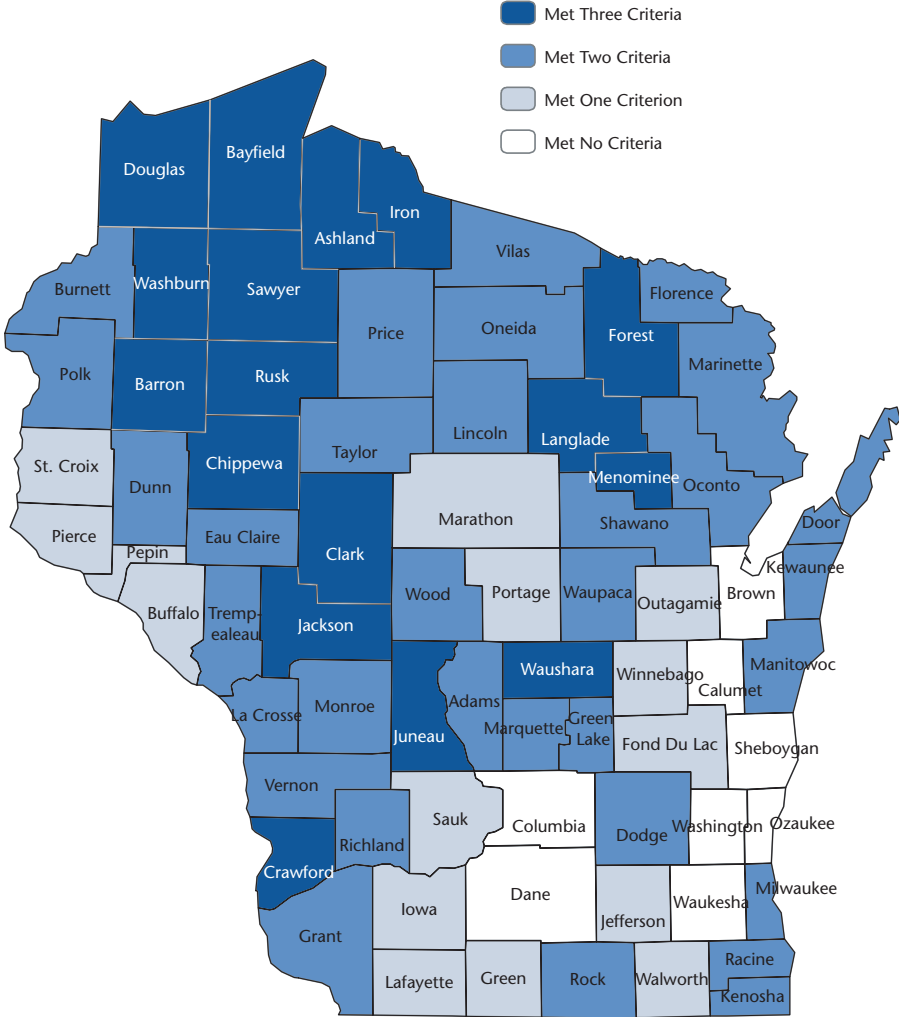 Met Three Criteria
Met Two Criteria
Met One Criterion
Met No Criteria
Douglas
Bayfield
Iron
Ashland
Vilas
Washburn
Sawyer
Burnett
Florence
Price
Oneida
Forest
Marinette
Polk
Barron
Rusk
Lincoln
Langlade
Taylor
St. Croix
Chippewa
Menominee
Dunn
Oconto
Marathon
Shawano
Door
Pierce
Eau Claire
Pepin
Clark
Kewaunee
Wood
Portage
Waupaca
Brown
Outagamie
Buffalo
Tremp-
ealeau
Jackson
Waushara
Winnebago
Manitowoc
Calumet
La Crosse
Monroe
Adams
Juneau
Marquette
Green
Lake
Fond Du Lac
Sheboygan
Vernon
Sauk
Columbia
Dodge
Washington
Ozaukee
Richland
Crawford
Dane
Waukesha
Milwaukee
Iowa
Jefferson
Grant
Racine
Lafayette
Green
Rock
Walworth
Kenosha